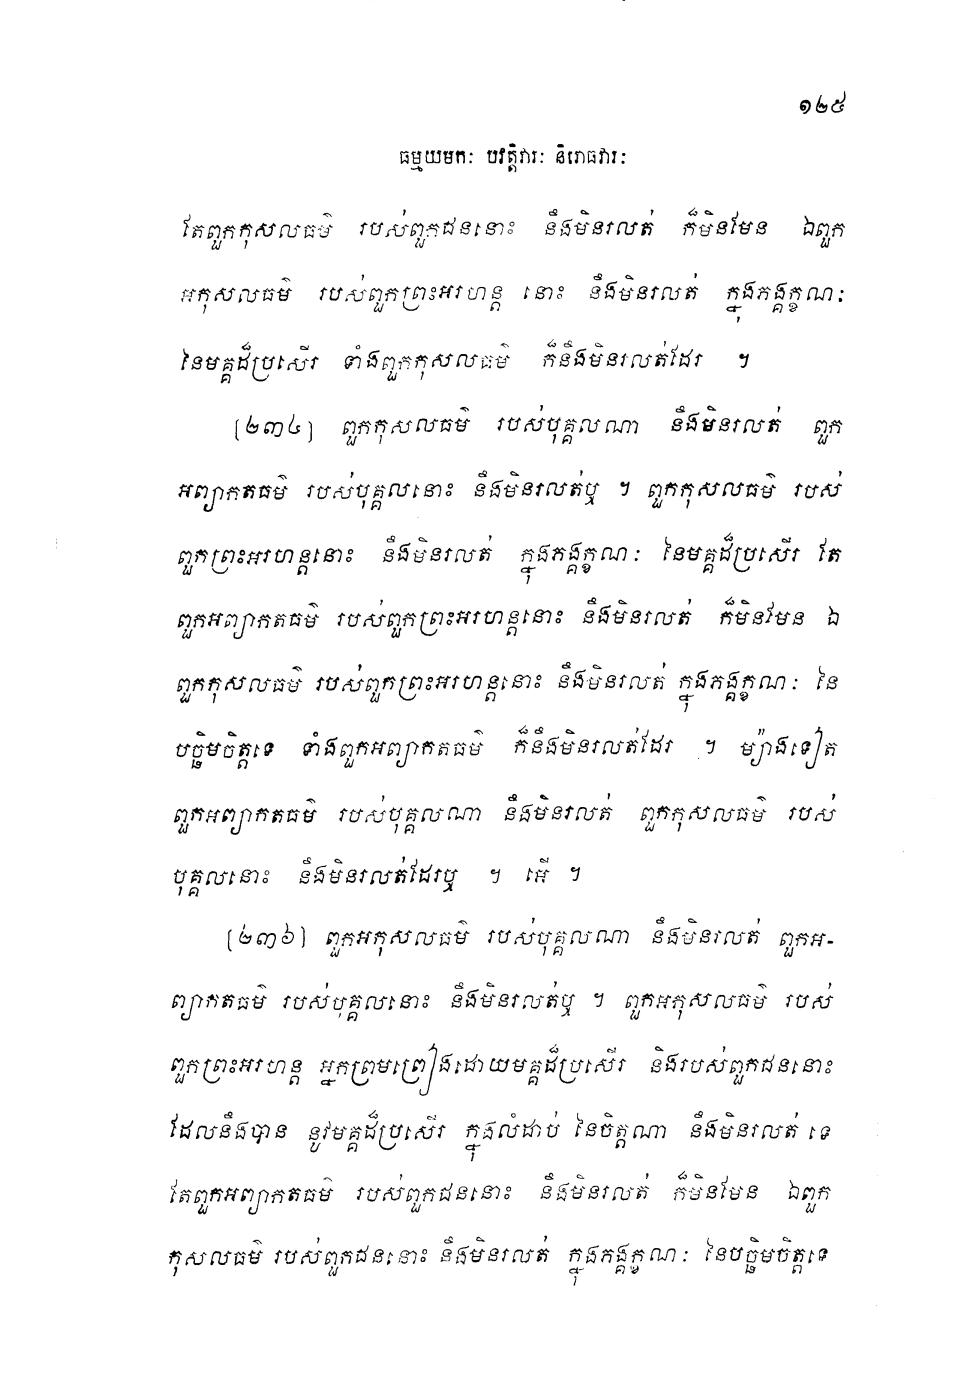 ១២៥
ធម្មយមកៈ បវត្តិវារៈ និរោធវារៈ
តែពួកកុសលធម៌ របស់ពួកជននោះ នឹងមិនរលត់ ក៏មិនមែន ឯពួក
អកុសលធម៌ របស់ពួកព្រះអរហន្ត នោះ នឹងមិនរលត់ ក្នុងភង្គក្ខណៈ
នៃមគ្គដ៏ប្រសើរ ទាំងពួកកុសលធម៌ ក៏នឹងមិនរលត់ដែរ ។
(២៣៤) ពួកកុសលធម៌ របស់បុគ្គលណា នឹងមិនរលត់ ពួក
អព្យាកតធម៌ របស់បុគ្គលនោះ នឹងមិនរលត់ឬ ។ ពួកកុសលធម៌ របស់
ពួកព្រះអរហន្តនោះ នឹងមិនរលត់ ក្នុងភង្គក្ខណៈ នៃមគ្គដ៏ប្រសើរ តែ
ពួកអព្យាកតធម៌ របស់ពួកព្រះអរហន្តនោះ នឹងមិនរលត់ ក៏មិនមែន ឯ
ពួកកុសលធម៌ របស់ពួកព្រះអរហន្តនោះ នឹងមិនរលត់ ក្នុងភង្គក្ខណៈ នៃ
បច្ឆិមចិត្តទេ ទាំងពួកអព្យាកតធម៌ ក៏នឹងមិនរលត់ដែរ ។ ម្យ៉ាងទៀត
ពួកអព្យាកតធម៌ របស់បុគ្គលណា នឹងមិនរលត់ ពួកកុសលធម៌ របស់
បុគ្គលនោះ នឹងមិនរលត់ដែរឬ ។ អើ ។
(២៣៦) ពួកអកុសលធម៌ របស់បុគ្គលណា នឹងមិនរលត់ ពួកអ-
ព្យាកតធម៌ របស់បុគ្គលនោះ នឹងមិនរលត់ឬ ។ ពួកអកុសលធម៌ របស់
ពួកព្រះអរហន្ត អ្នកព្រមព្រៀងដោយមគ្គដ៏ប្រសើរ និងរបស់ពួកជននោះ
ដែលនឹងបាន នូវមគ្គដ៏ប្រសើរ ក្នុងលំដាប់ នៃចិត្តណា នឹងមិនរលត់ ទេ
តែពួកអព្យាកតធម៌ របស់ពួកជននោះ នឹងមិនរលត់ ក៏មិនមែន ឯពួក
កុសលធម៌ របស់ពួកជននោះ នឹងមិនរលត់ ក្នុងភង្គក្ខណៈ នៃបច្ឆិមចិត្តទេ